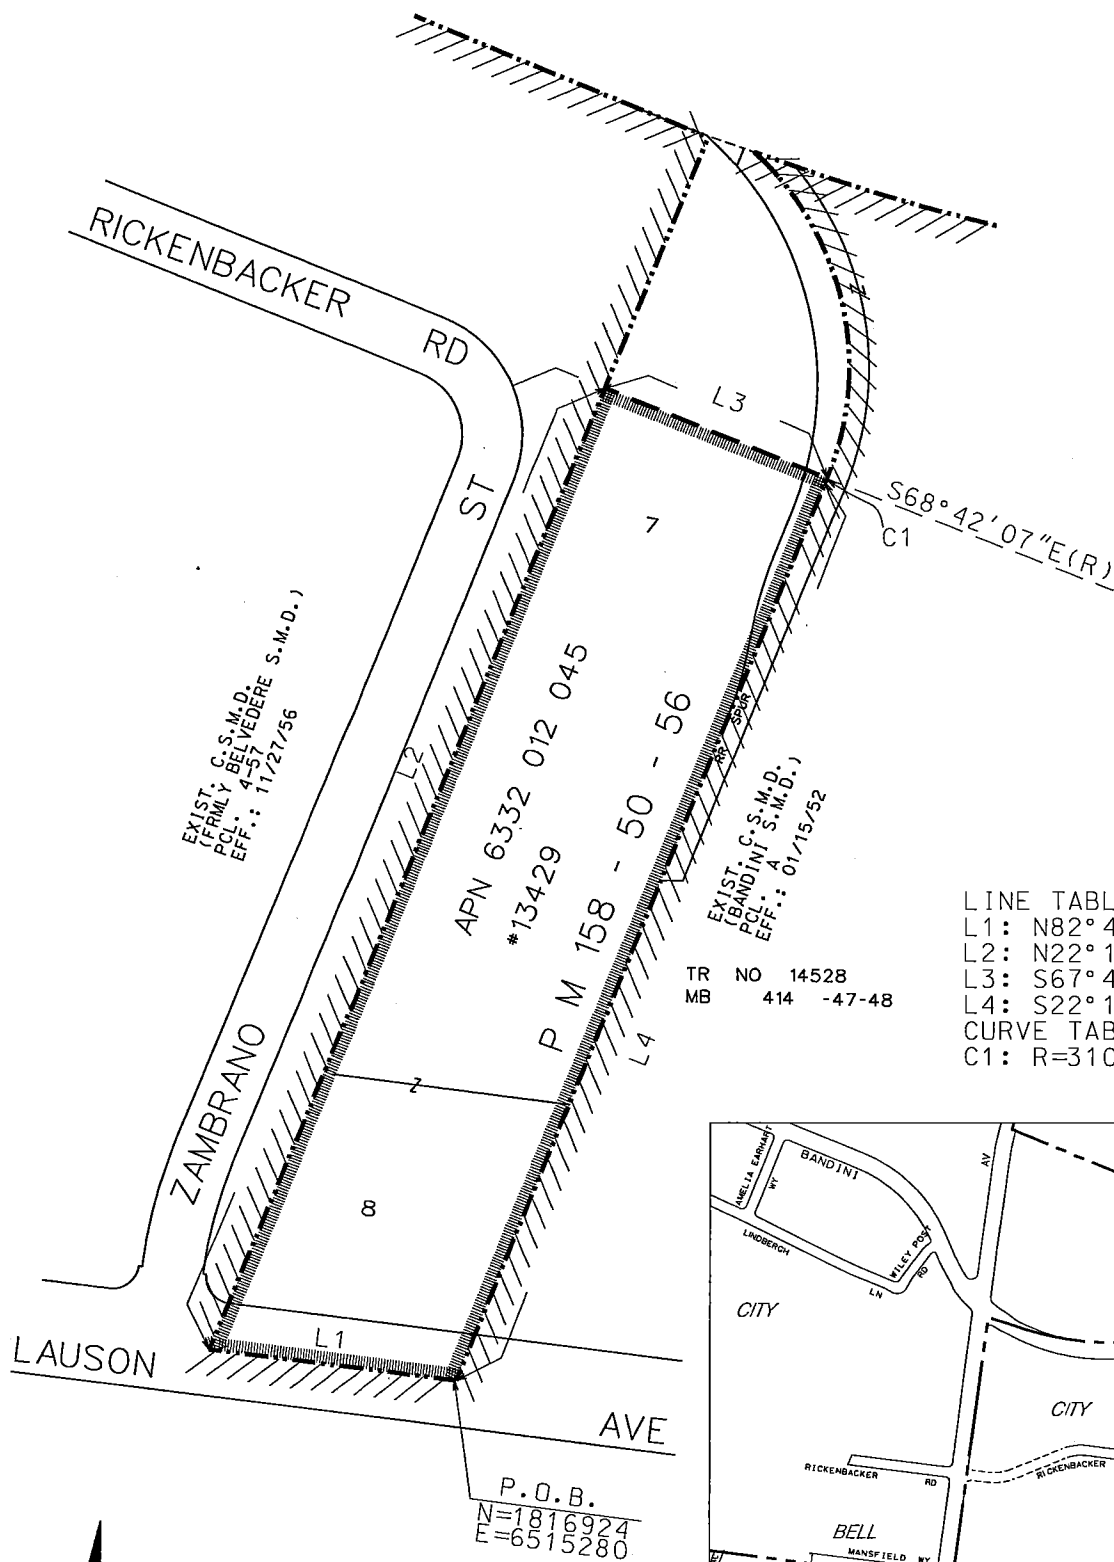 RICKENBACKER
RD
L3
S68°42'07"E(R)
C1
ST
7
Z
EXIST. C.S.M.D.
(FRMLY BELVEDERE S.M.D.)
PCL. 4-57
EFF.: 11/27/56
L2
APN 6332 012 045
#13429
P M 158 - 50 - 56
RR SPUR
EXIST. C.S.M.D.
(BANDINI S.M.D.)
PCL.: A
EFF.: 01/15/52
TR NO 14528
MB 414 -47-48
L4
LINE TABL
L1: N82°4
L2: N22°1
L3: S67°4
L4: S22°1
CURVE TAB
C1: R=310
ZAMBRANO
Z
8
L1
LAUSON
AVE
P.O.B.
N=1816924
E=6515280
AMELIA EARHART
WY
BANDINI
AV
LINDBERGH
LN
WILEY POST
RD
CITY
CITY
RICKENBACKER
RD
RICKENBACKER
BELL
MANSFIELD WY